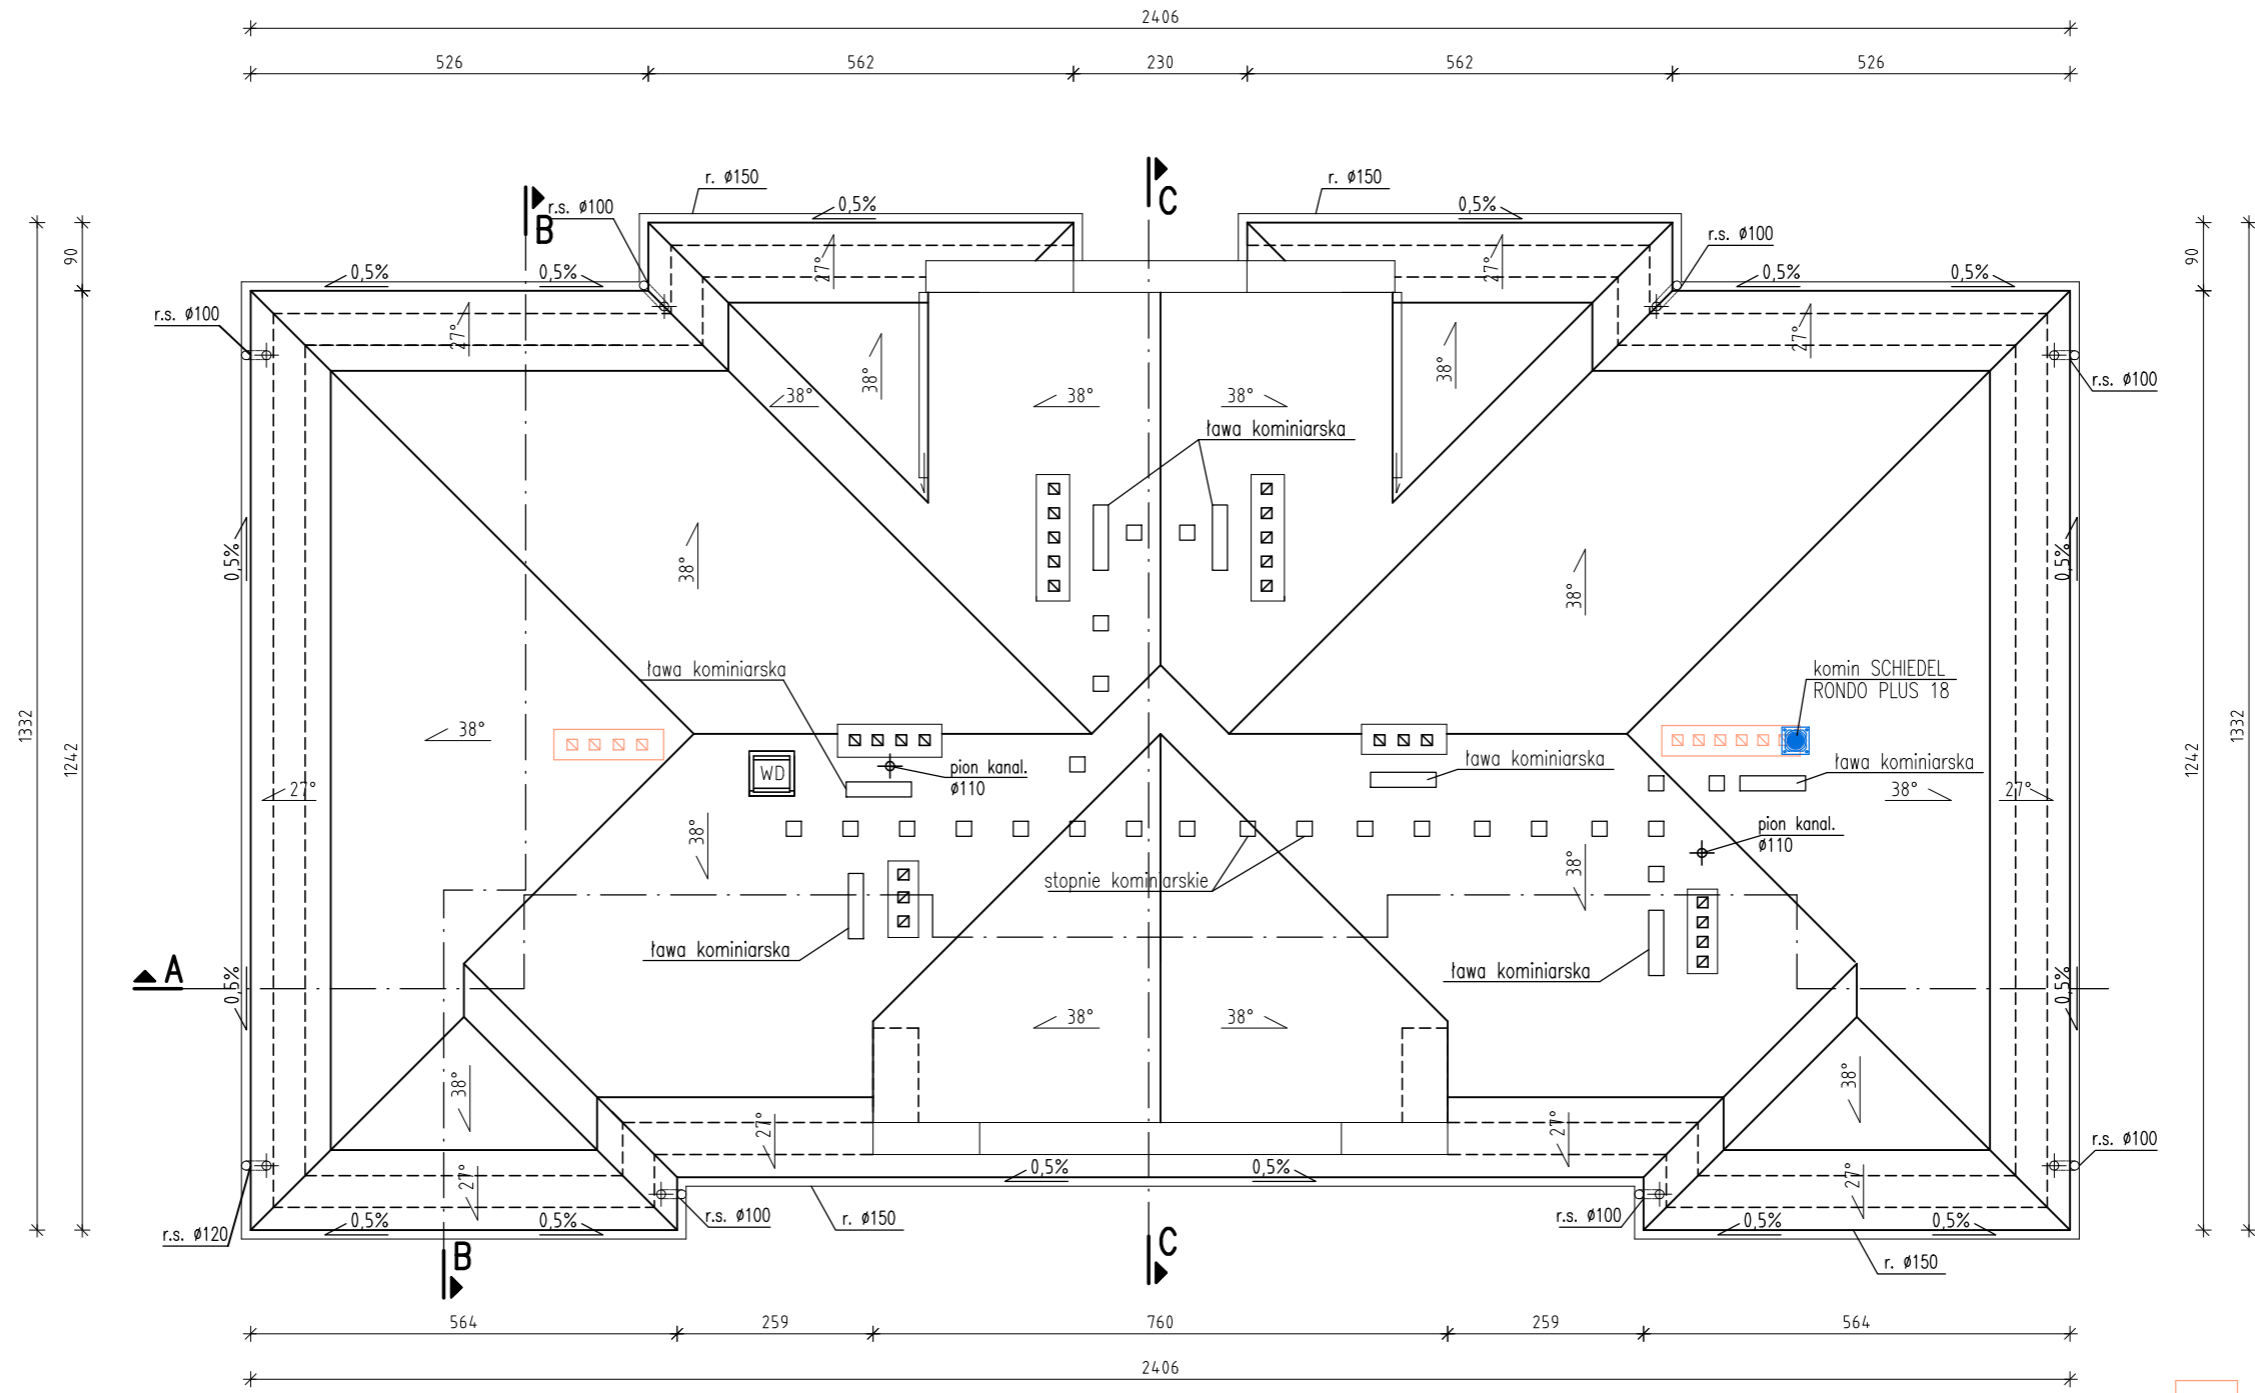 2406
526 562 230 562 526
r. ø150 C r. ø150
B r.s. ø100 0,5% 0,5%
r.s. ø100
90 27° 27° 90
0,5% 0,5% 0,5% 0,5%
r.s. ø100 27° 27°
38° 38° r.s. ø100
38° 38° 38°
ława kominiarska
0,5% 38° 38° 0,5%
ława kominiarska komin SCHIEDEL
RONDO PLUS 18
1332 1242 38° 1242 1332
WD pion kanal. ława kominiarska ława kominiarska
ø110
27° 38° 27°
38° pion kanal.
ø110
stopnie kominiarskie 38°
ława kominiarska
A ława kominiarska
0,5% 0,5%
38° 38°
38° 38°
27° 27°
r.s. ø100
27° 0,5% 0,5% 27°
0,5% 0,5% r.s. ø100 r. ø150 r.s. ø100 0,5% 0,5%
r.s. ø120
B C r. ø150
564 259 760 259 564
2406